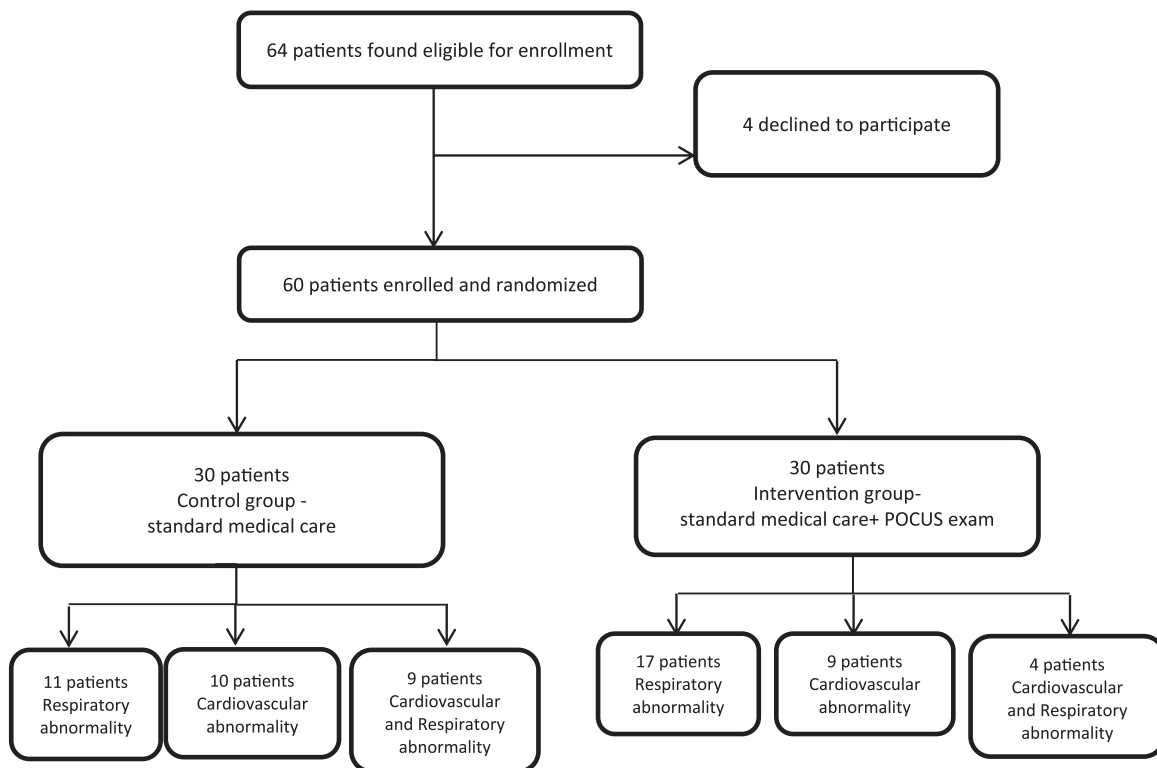 64 patients found eligible for enrollment
4 declined to participate
60 patients enrolled and randomized
30 patients
Control group -
standard medical care
30 patients
Intervention group-
standard medical care+ POCUS exam
11 patients
Respiratory
abnormality
10 patients
Cardiovascular
abnormality
9 patients
Cardiovascular
and Respiratory
abnormality
17 patients
Respiratory
abnormality
9 patients
Cardiovascular
abnormality
4 patients
Cardiovascular
and Respiratory
abnormality